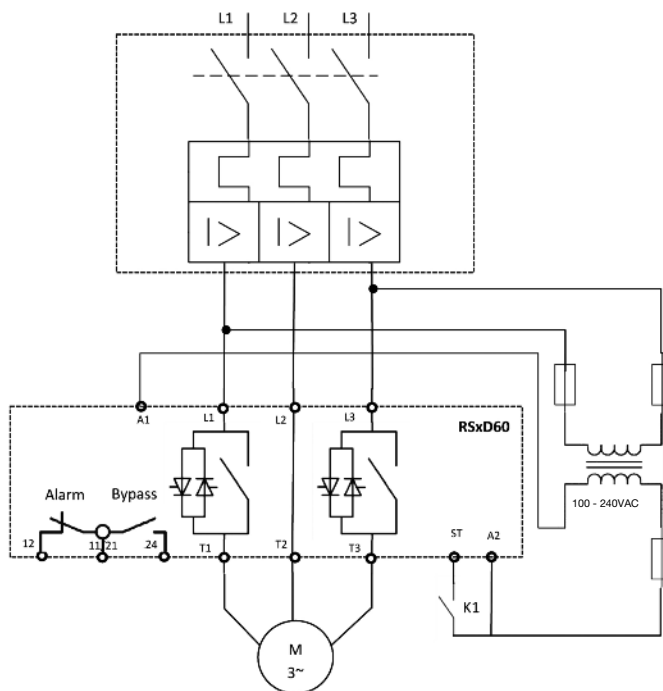 L1 L2 L3
I> I> I>
A1 L1 L2 L3 RSxD60
Alarm Bypass
100 - 240VAC
12 11 21 24 T1 T2 T3 ST A2
K1
M
3~